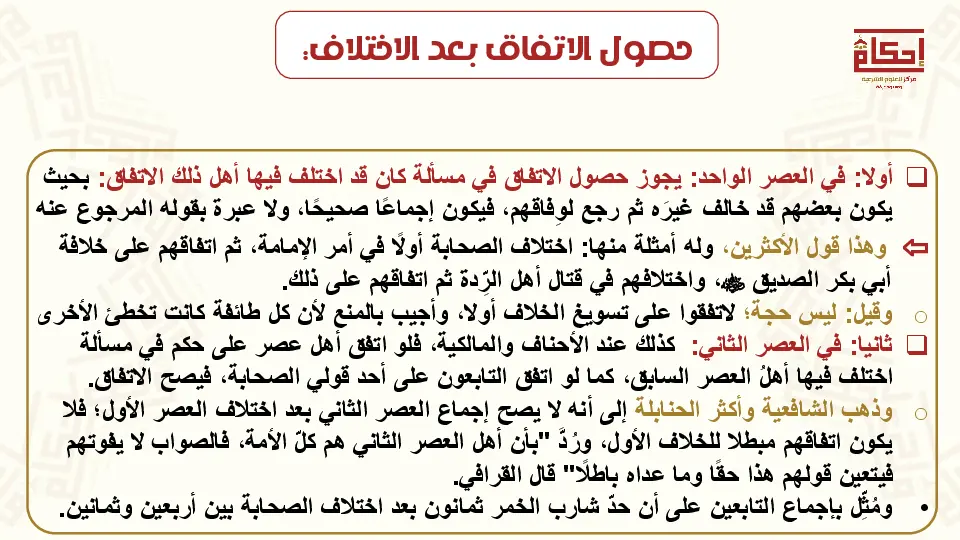 حصول الاتفاق بعد الاختلاف:
إحكام
مركز للعلوم الشرعية
أولا: في العصر الواحد: يجوز حصول الاتفاق في مسألة كان قد اختلف فيها أهل ذلك الاتفاق: بحيث
يكون بعضهم قد خالف غيرَه ثم رجع لوِفاقهم، فيكون إجماعًا صحيحًا، ولا عبرة بقوله المرجوع عنه
وهذا قول الأكثرين، وله أمثلة منها: اختلاف الصحابة أولًا في أمر الإمامة، ثم اتفاقهم على خلافة
أبي بكر الصديق ﷺ، واختلافهم في قتال أهل الرِّدة ثم اتفاقهم على ذلك.
وقيل: ليس حجة؛ لاتفقوا على تسويغ الخلاف أولا، وأجيب بالمنع لأن كل طائفة كانت تخطئ الأخرى
ثانيا: في العصر الثاني: كذلك عند الأحناف والمالكية، فلو اتفق أهل عصر على حكم في مسألة
اختلف فيها أهلُ العصر السابق، كما لو اتفق التابعون على أحد قولي الصحابة، فيصح الاتفاق.
وذهب الشافعية وأكثر الحنابلة إلى أنه لا يصح إجماع العصر الثاني بعد اختلاف العصر الأول؛ فلا
يكون اتفاقهم مبطلا للخلاف الأول، ورُدَّ "بأن أهل العصر الثاني هم كلّ الأمة، فالصواب لا يفوتهم
فيتعين قولهم هذا حقًا وما عداه باطلًا" قال القرافي.
ومُثِّل بإجماع التابعين على أن حدّ شارب الخمر ثمانون بعد اختلاف الصحابة بين أربعين وثمانين.